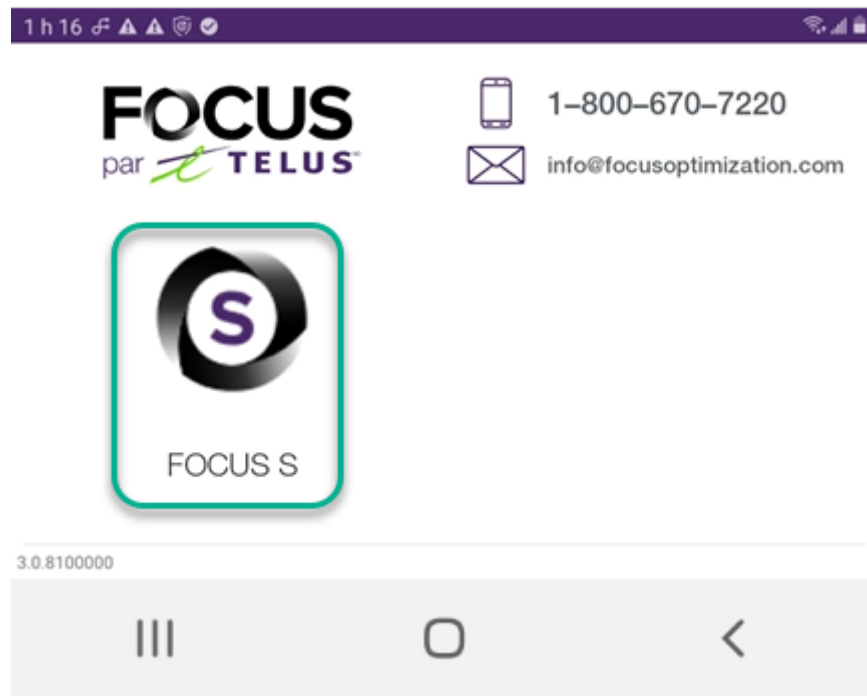 1 h 16
FOCUS
par TELUS
1–800–670–7220
info@focusoptimization.com
S
FOCUS S
3.0.8100000